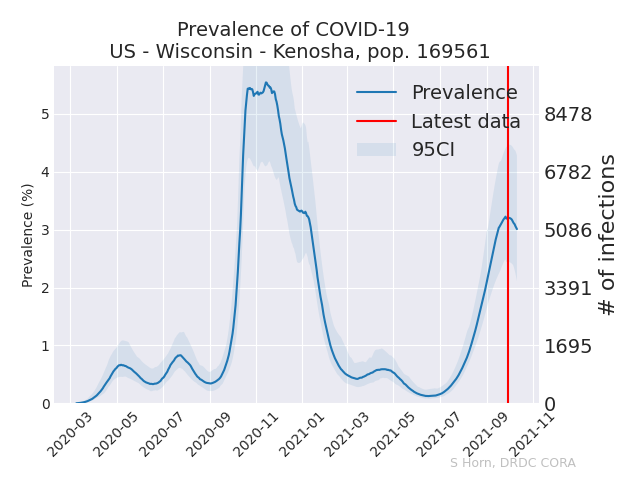 Prevalence of COVID-19
US - Wisconsin - Kenosha, pop. 169561
Prevalence
Latest data
95CI
Prevalence (%)
5
4
3
2
1
0
8478
6782
5086
3391
1695
0
# of infections
2020-03
2020-05
2020-07
2020-09
2020-11
2021-01
2021-03
2021-05
2021-07
2021-09
2021-11
S Horn, DRDC CORA